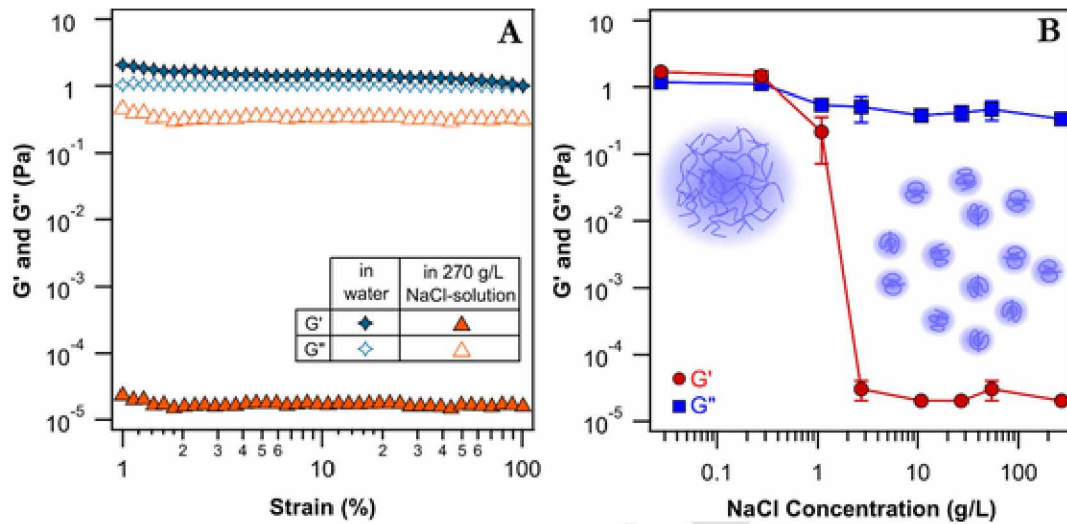 A
10
1
10⁻¹
10⁻²
10⁻³
10⁻⁴
10⁻⁵
G' and G" (Pa)
in water
in 270 g/L NaCl-solution
G'
G"
1 2 3 4 5 6 10 2 3 4 5 6 100
Strain (%)
B
10
1
10⁻¹
10⁻²
10⁻³
10⁻⁴
10⁻⁵
G' and G" (Pa)
G'
G"
0.1 1 10 100
NaCl Concentration (g/L)